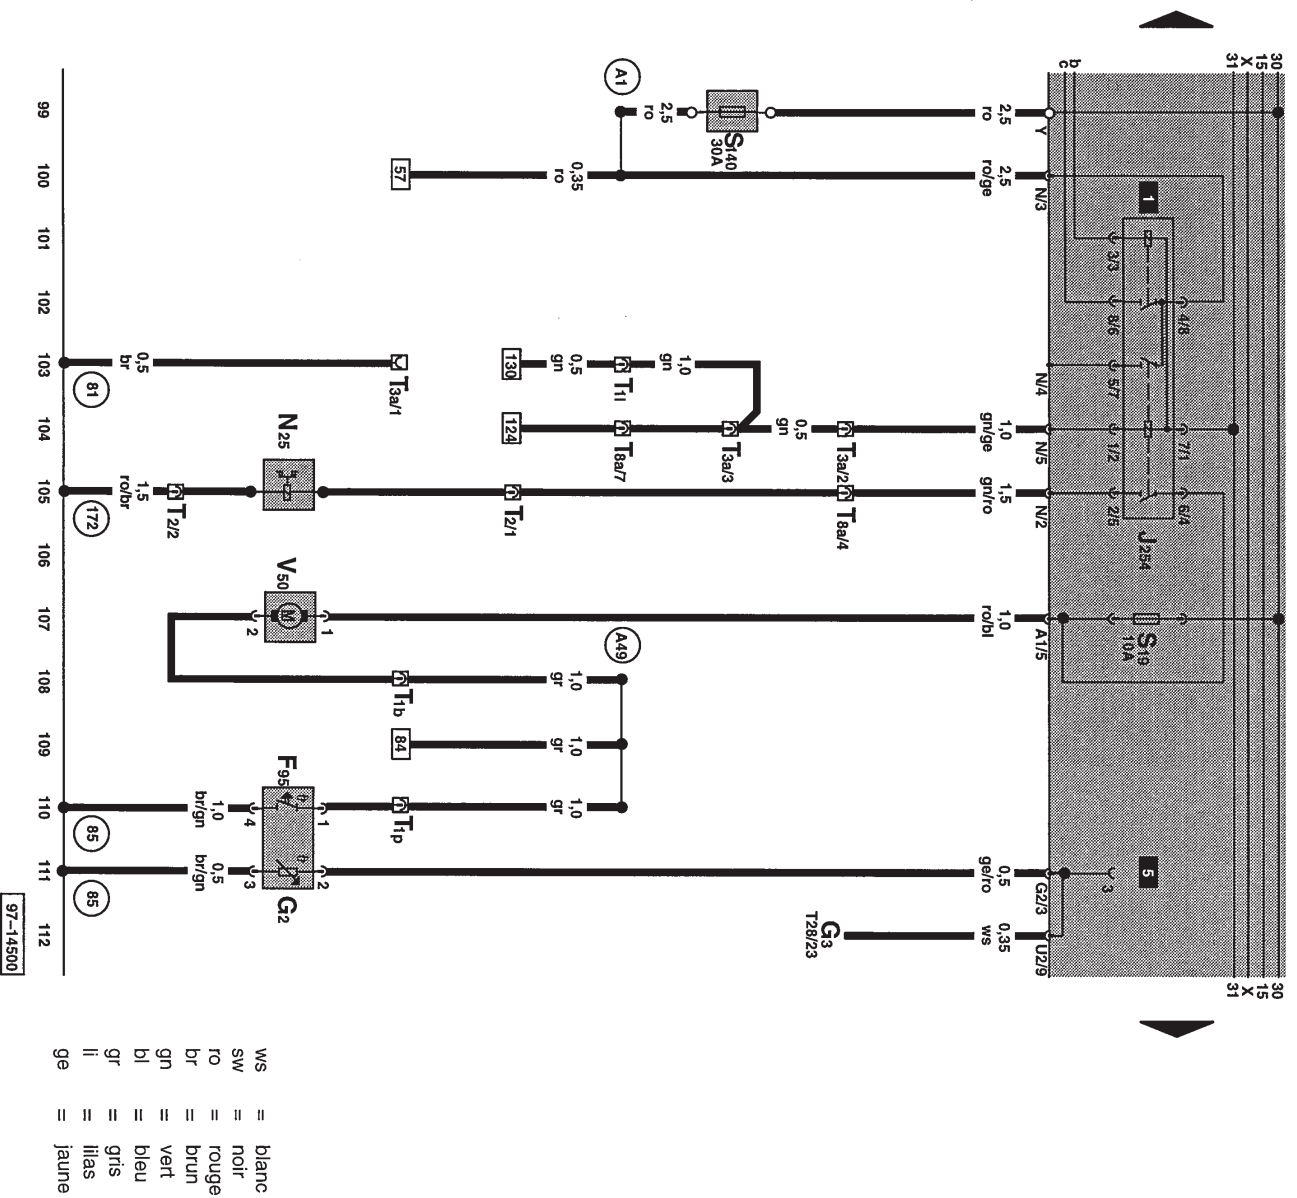 30
15
X
31
b
c
Y
2,5
ro
S140
30A
2,5
ro
A1
99
N/3
2,5
ro/ge
0,35
ro
57
100
1
3/3
101
4/8
8/6
102
N/4
5/7
T3a/1
0,5
br
81
103
1,0
gn
T1l
0,5
gn
130
7/1
1/2
N/5
1,0
gn/ge
T3a/2
0,5
gn
T3a/3
T8a/7
124
104
6/4
2/5
N/2
1,5
gn/ro
T8a/4
T2/1
N25
T2/2
1,5
ro/br
172
105
J254
106
S19
10A
A1/5
1,0
ro/bl
V50
1
2
107
A49
1,0
gr
T1b
108
1,0
gr
84
109
1,0
gr
T1p
F95
1
4
1,0
br/gn
85
110
5
3
G2/3
0,5
ge/ro
2
3
G2
0,5
br/gn
85
111
U2/9
0,35
ws
G3
T28/23
112
30
15
X
31
97–14500
ws = blanc
sw = noir
ro = rouge
br = brun
gn = vert
bl = bleu
gr = gris
li = lilas
ge = jaune